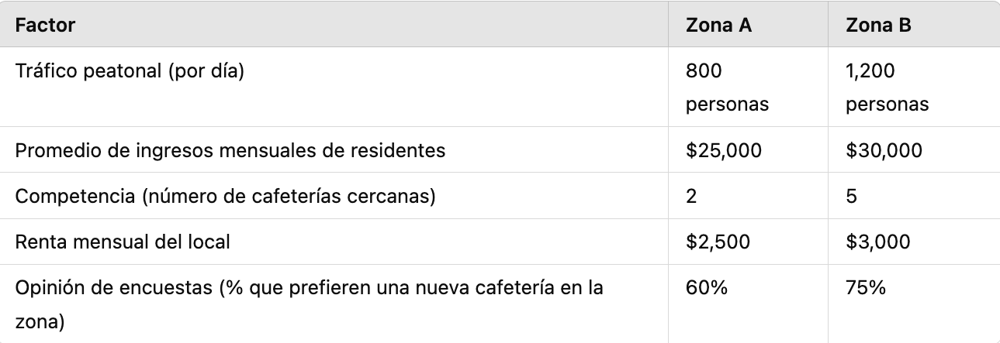 Factor Zona A Zona B
Tráfico peatonal (por día) 800 1,200
personas personas
Promedio de ingresos mensuales de residentes $25,000 $30,000
Competencia (número de cafeterías cercanas) 2 5
Renta mensual del local $2,500 $3,000
Opinión de encuestas (% que prefieren una nueva cafetería en la 60% 75%
zona)